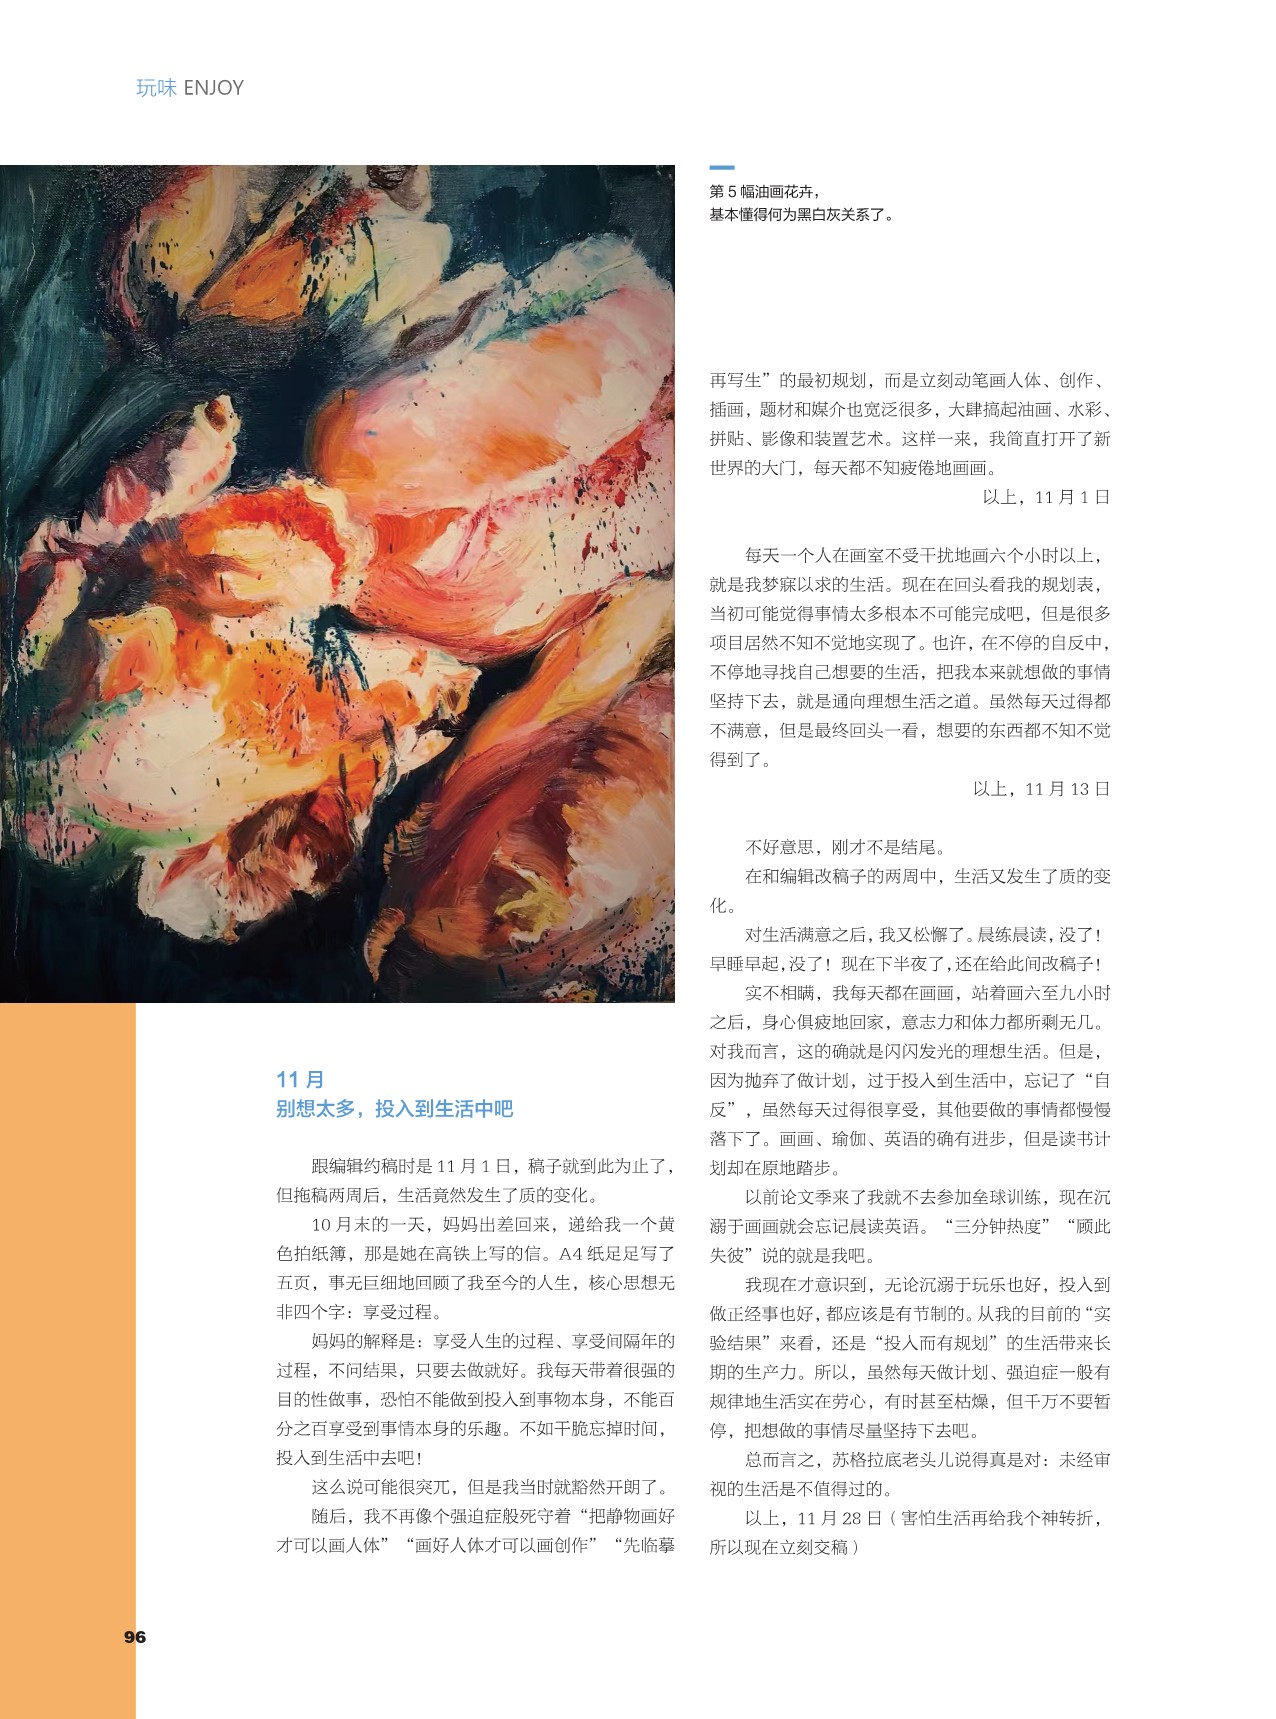 玩味 ENJOY
第 5 幅油画花卉，
基本懂得何为黑白灰关系了。
11 月
别想太多，投入到生活中吧
跟编辑约稿时是 11 月 1 日，稿子就到此为止了，
但拖稿两周后，生活竟然发生了质的变化。
10 月末的一天，妈妈出差回来，递给我一个黄
色拍纸簿，那是她在高铁上写的信。A4 纸足足写了
五页，事无巨细地回顾了我至今的人生，核心思想无
非四个字：享受过程。
妈妈的解释是：享受人生的过程、享受间隔年的
过程，不问结果，只要去做就好。我每天带着很强的
目的性做事，恐怕不能做到投入到事物本身，不能百
分之百享受到事情本身的乐趣。不如干脆忘掉时间，
投入到生活中去吧！
这么说可能很突兀，但是我当时就豁然开朗了。
随后，我不再像个强迫症般死守着“把静物画好
才可以画人体”“画好人体才可以画创作”“先临摹
再写生”的最初规划，而是立刻动笔画人体、创作、
插画，题材和媒介也宽泛很多，大肆搞起油画、水彩、
拼贴、影像和装置艺术。这样一来，我简直打开了新
世界的大门，每天都不知疲倦地画画。
以上，11 月 1 日
每天一个人在画室不受干扰地画六个小时以上，
就是我梦寐以求的生活。现在在回头看我的规划表，
当初可能觉得事情太多根本不可能完成吧，但是很多
项目居然不知不觉地实现了。也许，在不停的自反中，
不停地寻找自己想要的生活，把我本来就想做的事情
坚持下去，就是通向理想生活之道。虽然每天过得都
不满意，但是最终回头一看，想要的东西都不知不觉
得到了。
以上，11 月 13 日
不好意思，刚才不是结尾。
在和编辑改稿子的两周中，生活又发生了质的变
化。
对生活满意之后，我又松懈了。晨练晨读，没了！
早睡早起，没了！现在下半夜了，还在给此间改稿子！
实不相瞒，我每天都在画画，站着画六至九小时
之后，身心俱疲地回家，意志力和体力都所剩无几。
对我而言，这的确就是闪闪发光的理想生活。但是，
因为抛弃了做计划，过于投入到生活中，忘记了“自
反”，虽然每天过得很享受，其他要做的事情都慢慢
落下了。画画、瑜伽、英语的确有进步，但是读书计
划却在原地踏步。
以前论文季来了我就不去参加垒球训练，现在沉
溺于画画就会忘记晨读英语。“三分钟热度”“顾此
失彼”说的就是我吧。
我现在才意识到，无论沉溺于玩乐也好，投入到
做正经事也好，都应该是有节制的。从我的目前的“实
验结果”来看，还是“投入而有规划”的生活带来长
期的生产力。所以，虽然每天做计划、强迫症一般有
规律地生活实在劳心，有时甚至枯燥，但千万不要暂
停，把想做的事情尽量坚持下去吧。
总而言之，苏格拉底老头儿说得真是对：未经审
视的生活是不值得过的。
以上，11 月 28 日（害怕生活再给我个神转折，
所以现在立刻交稿）
96